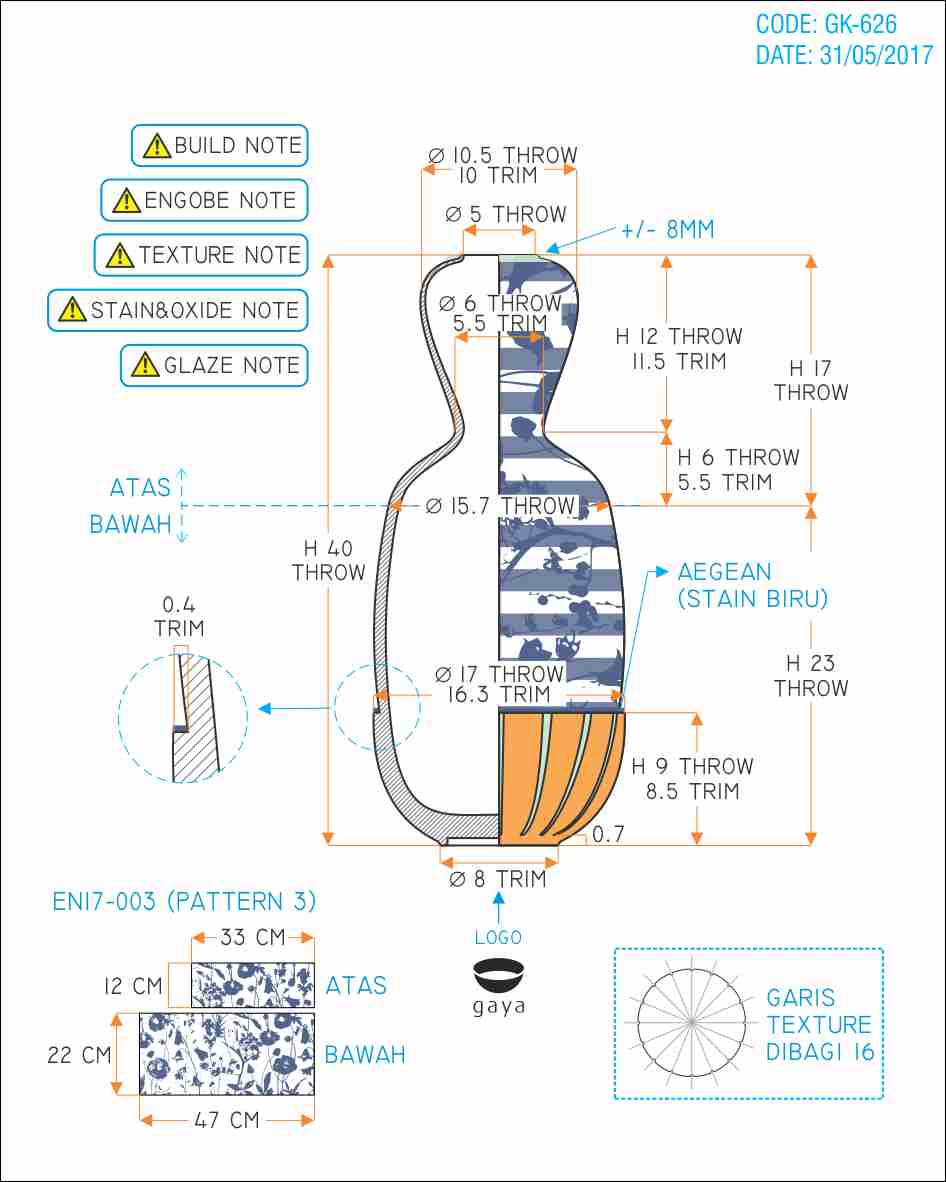 CODE: GK-626
DATE: 31/05/2017
BUILD NOTE
ENGOBE NOTE
TEXTURE NOTE
STAIN&OXIDE NOTE
GLAZE NOTE
Ø 10.5 THROW
10 TRIM
Ø 5 THROW
+/- 8MM
Ø 6 THROW
5.5 TRIM
H 12 THROW
11.5 TRIM
H 17
THROW
H 6 THROW
5.5 TRIM
ATAS
BAWAH
Ø 15.7 THROW
H 40
THROW
AEGEAN
(STAIN BIRU)
0.4
TRIM
Ø 17 THROW
16.3 TRIM
H 23
THROW
H 9 THROW
8.5 TRIM
0.7
Ø 8 TRIM
LOGO
gaya
EN17-003 (PATTERN 3)
33 CM
12 CM
ATAS
22 CM
BAWAH
47 CM
GARIS
TEXTURE
DIBAGI 16